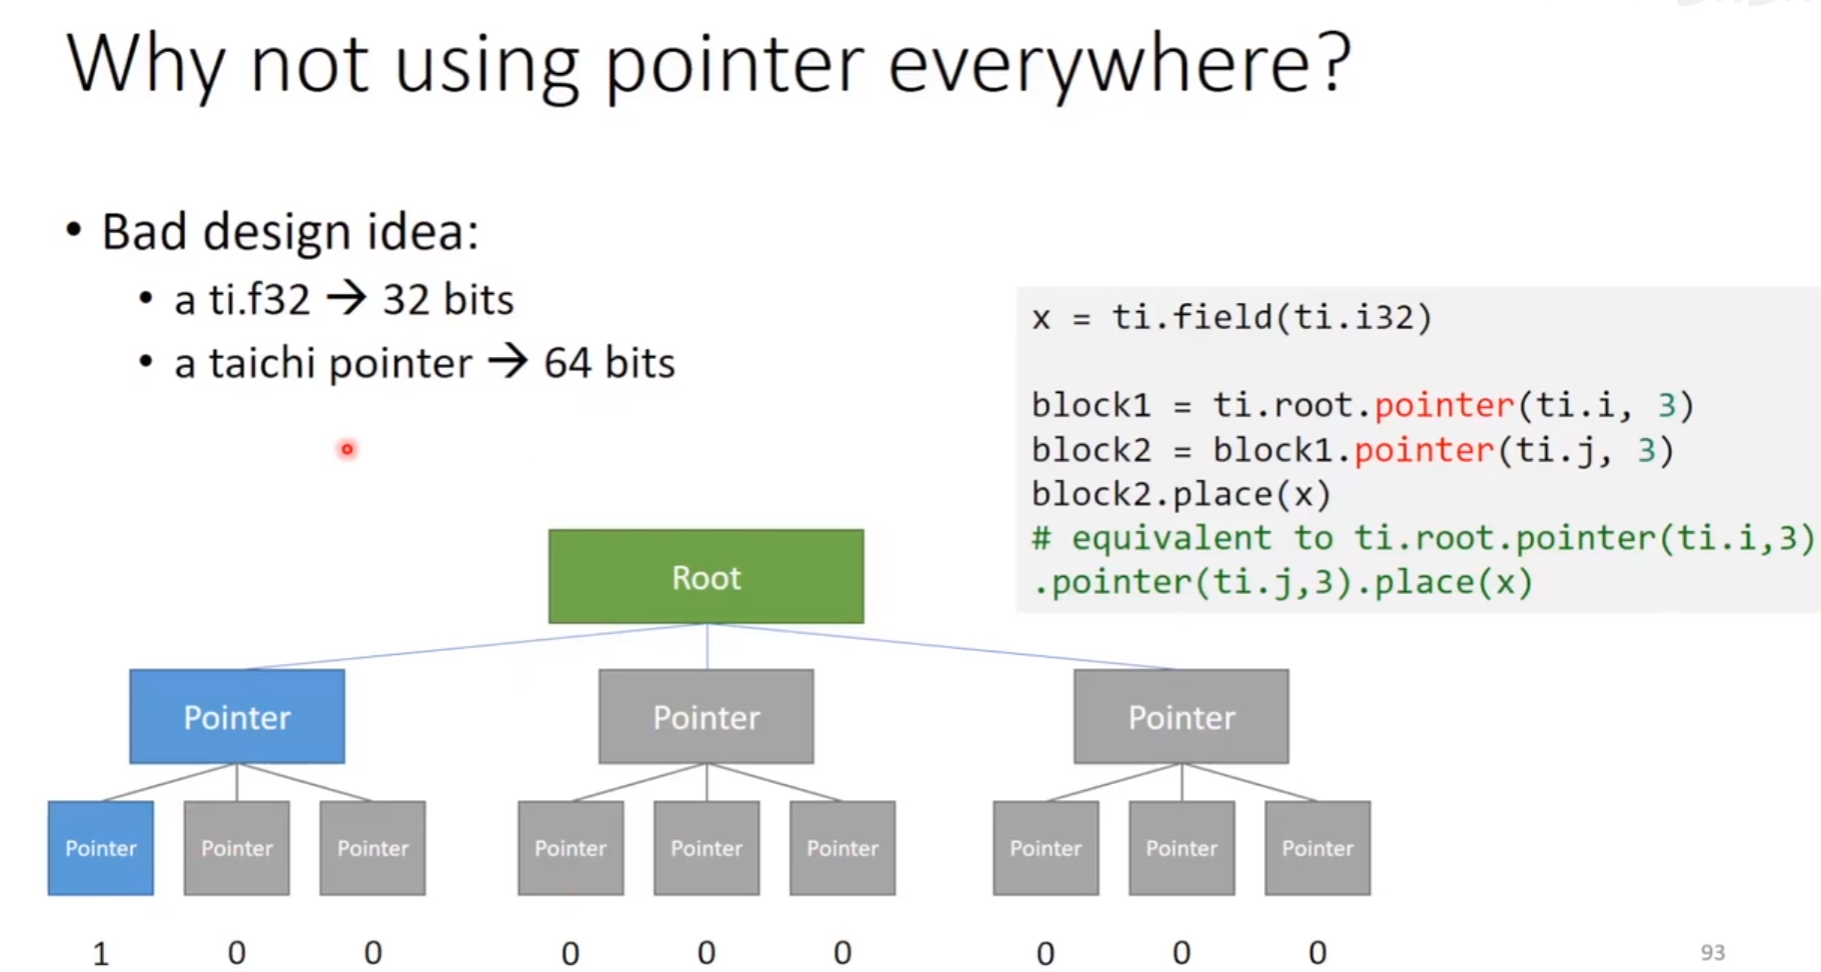 Why not using pointer everywhere?
• Bad design idea:
• a ti.f32 → 32 bits
• a taichi pointer → 64 bits
x = ti.field(ti.i32)
block1 = ti.root.pointer(ti.i, 3)
block2 = block1.pointer(ti.j, 3)
block2.place(x)
# equivalent to ti.root.pointer(ti.i,3)
.pointer(ti.j,3).place(x)
Root
Pointer Pointer Pointer
Pointer Pointer Pointer Pointer Pointer Pointer Pointer Pointer Pointer
1 0 0 0 0 0 0 0 0
93